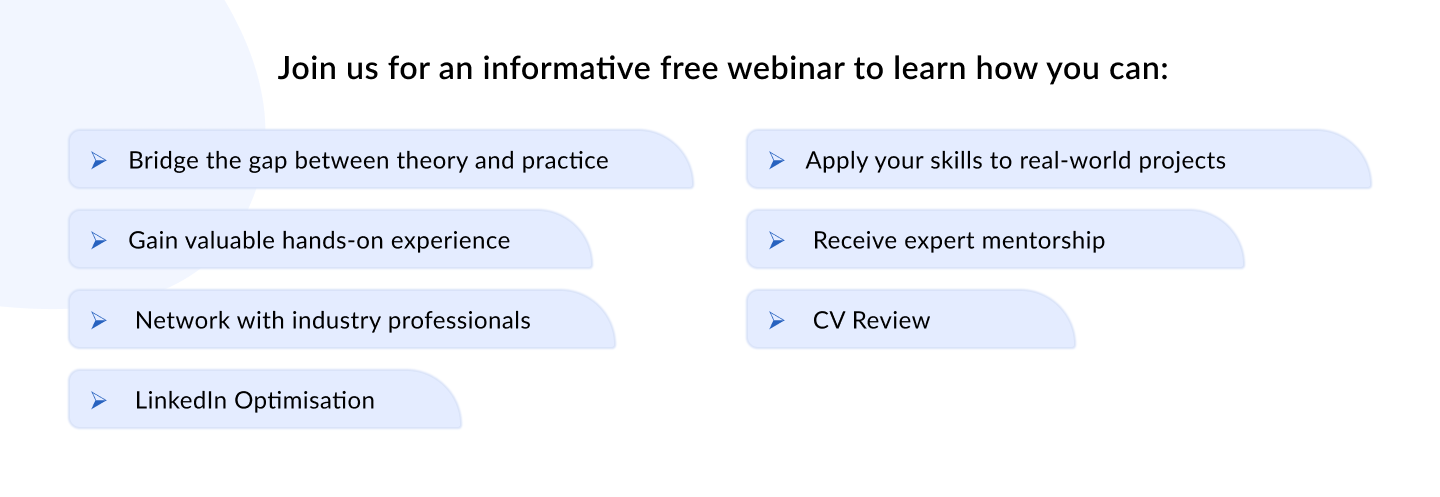 Join us for an informative free webinar to learn how you can:
Bridge the gap between theory and practice
Gain valuable hands-on experience
Network with industry professionals
LinkedIn Optimisation
Apply your skills to real-world projects
Receive expert mentorship
CV Review